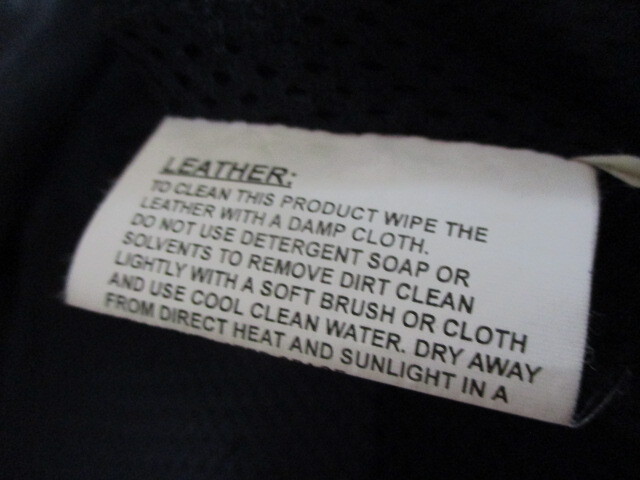 LEATHER:
TO CLEAN THIS PRODUCT WIPE THE
LEATHER WITH A DAMP CLOTH.
DO NOT USE DETERGENT SOAP OR
SOLVENTS TO REMOVE DIRT CLEAN
LIGHTLY WITH A SOFT BRUSH OR CLOTH
AND USE COOL CLEAN WATER. DRY AWAY
FROM DIRECT HEAT AND SUNLIGHT IN A